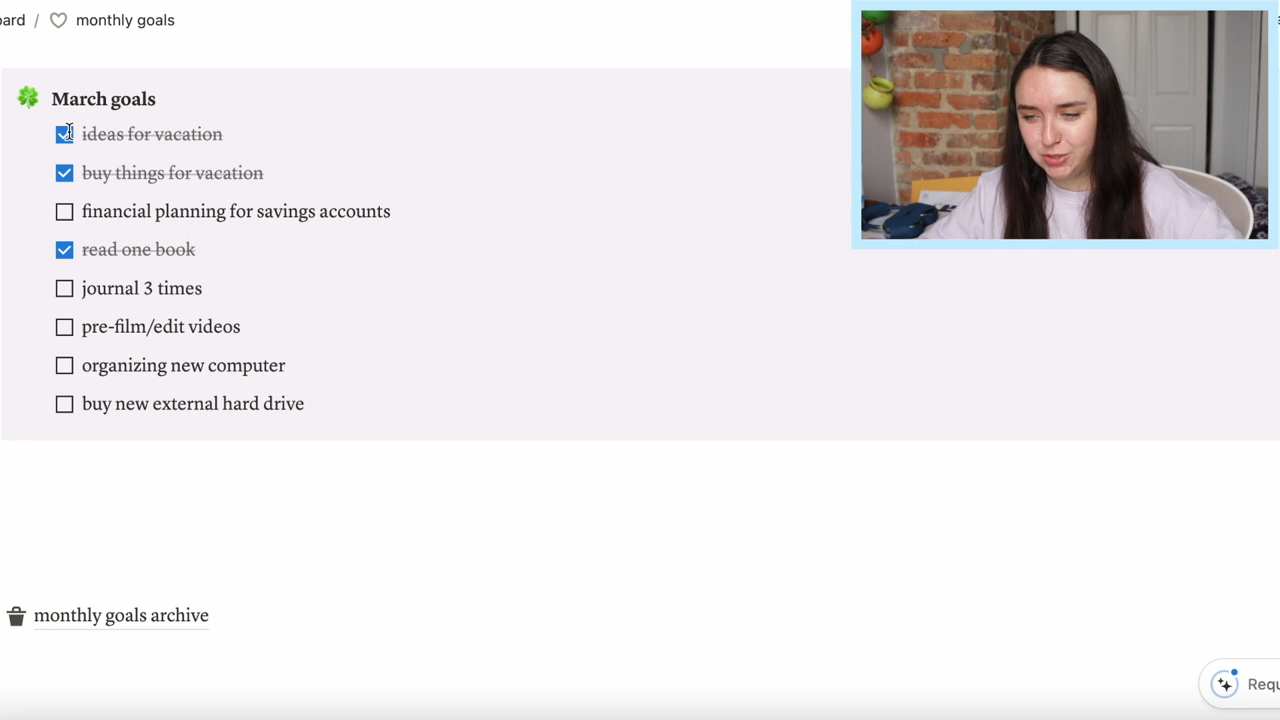 oard / monthly goals
March goals
ideas for vacation
buy things for vacation
financial planning for savings accounts
read one book
journal 3 times
pre-film/edit videos
organizing new computer
buy new external hard drive
monthly goals archive
Requ